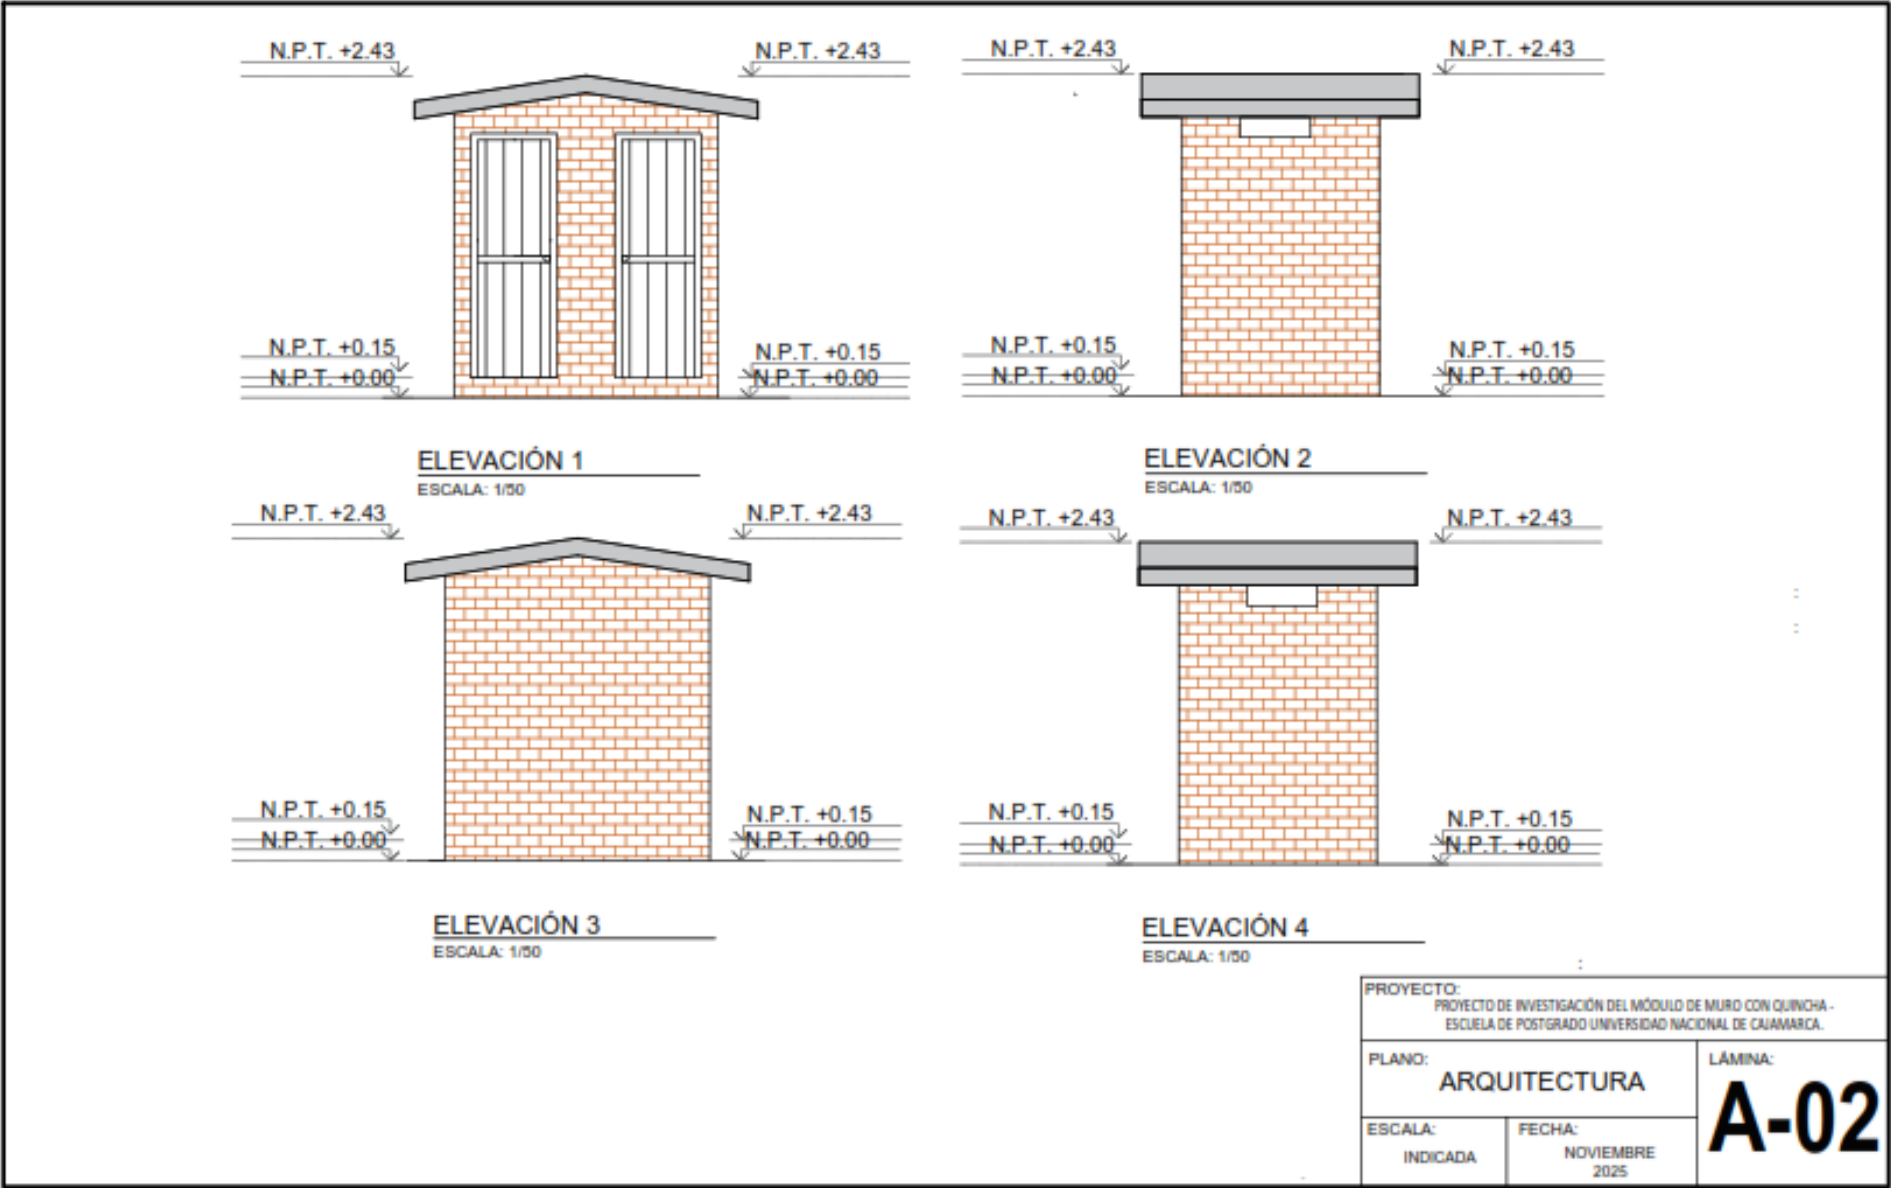 N.P.T. +2.43
N.P.T. +2.43
N.P.T. +0.15
N.P.T. +0.15
N.P.T. +0.00
N.P.T. +0.00
ELEVACIÓN 1
ESCALA: 1/50
N.P.T. +2.43
N.P.T. +2.43
N.P.T. +0.15
N.P.T. +0.15
N.P.T. +0.00
N.P.T. +0.00
ELEVACIÓN 2
ESCALA: 1/50
N.P.T. +2.43
N.P.T. +2.43
N.P.T. +0.15
N.P.T. +0.15
N.P.T. +0.00
N.P.T. +0.00
ELEVACIÓN 3
ESCALA: 1/50
N.P.T. +2.43
N.P.T. +2.43
N.P.T. +0.15
N.P.T. +0.15
N.P.T. +0.00
N.P.T. +0.00
ELEVACIÓN 4
ESCALA: 1/50
PROYECTO:
PROYECTO DE INVESTIGACIÓN DEL MÓDULO DE MURO CON QUINCHA -
ESCUELA DE POSTGRADO UNIVERSIDAD NACIONAL DE CAJAMARCA.
PLANO:
ARQUITECTURA
LÁMINA:
A-02
ESCALA:
INDICADA
FECHA:
NOVIEMBRE
2025